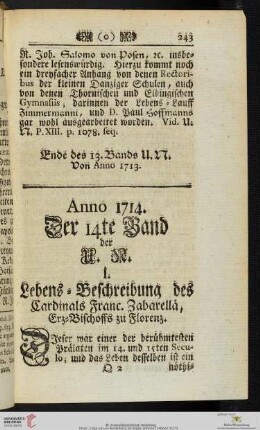 (o) 243
R. Joh. Salomo von Posen, ꝛc. insbe-
sondere lesenswürdig. Hierzu kommt noch
ein dreyfacher Anhang von denen Rectori-
bus der kleinen Danziger Schulen, auch
von denen Thornischen und Elbingischen
Gymnasiis, darinnen der Lebens-Lauff
Zimmermanni, und D. Paul Hoffmanns
gar wohl ausgearbeitet worden. Vid. U.
N. P. XIII. p. 1078. seq.
Ende des 13. Bands U. N.
Von Anno 1713.
Anno 1714.
Der 14te Band
der
U. N.
I.
Lebens-Beschreibung des
Cardinals Franc. Zabarellä,
Erz-Bischoffs zu Florenz.
Dieser war einer der berühmtesten
Prälaten im 14. und 15ten Secu-
lo, und das Leben desselben ist ein
Q 2 nöthi-